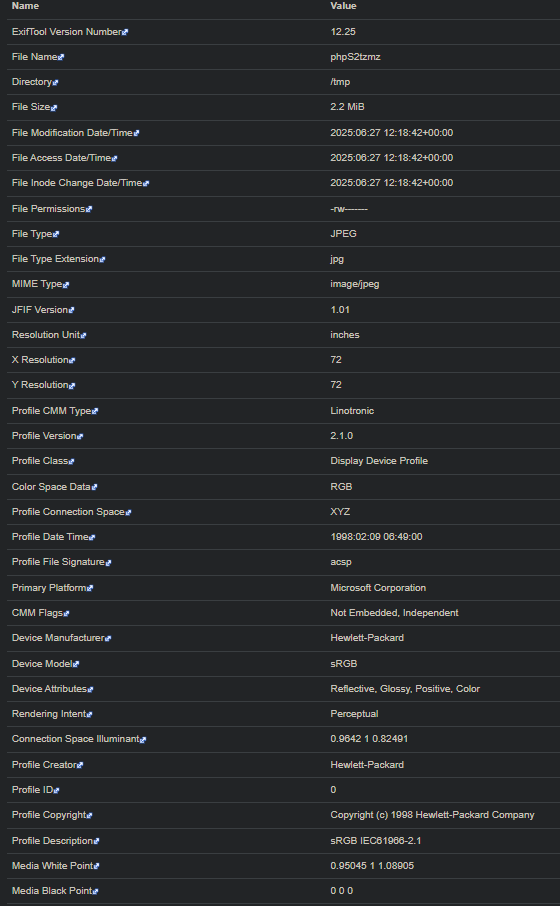 Name Value
ExifTool Version Number 12.25
File Name phpS2tzmz
Directory /tmp
File Size 2.2 MiB
File Modification Date/Time 2025:06:27 12:18:42+00:00
File Access Date/Time 2025:06:27 12:18:42+00:00
File Inode Change Date/Time 2025:06:27 12:18:42+00:00
File Permissions -rw-------
File Type JPEG
File Type Extension jpg
MIME Type image/jpeg
JFIF Version 1.01
Resolution Unit inches
X Resolution 72
Y Resolution 72
Profile CMM Type Linotronic
Profile Version 2.1.0
Profile Class Display Device Profile
Color Space Data RGB
Profile Connection Space XYZ
Profile Date Time 1998:02:09 06:49:00
Profile File Signature acsp
Primary Platform Microsoft Corporation
CMM Flags Not Embedded, Independent
Device Manufacturer Hewlett-Packard
Device Model sRGB
Device Attributes Reflective, Glossy, Positive, Color
Rendering Intent Perceptual
Connection Space Illuminant 0.9642 1 0.82491
Profile Creator Hewlett-Packard
Profile ID 0
Profile Copyright Copyright (c) 1998 Hewlett-Packard Company
Profile Description sRGB IEC61966-2.1
Media White Point 0.95045 1 1.08905
Media Black Point 0 0 0